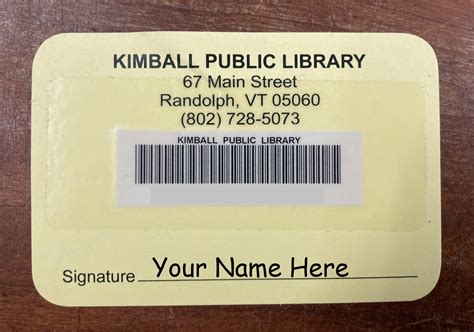 KIMBALL PUBLIC LIBRARY
67 Main Street
Randolph, VT 05060
(802) 728-5073
KIMBALL PUBLIC LIBRARY
Signature Your Name Here